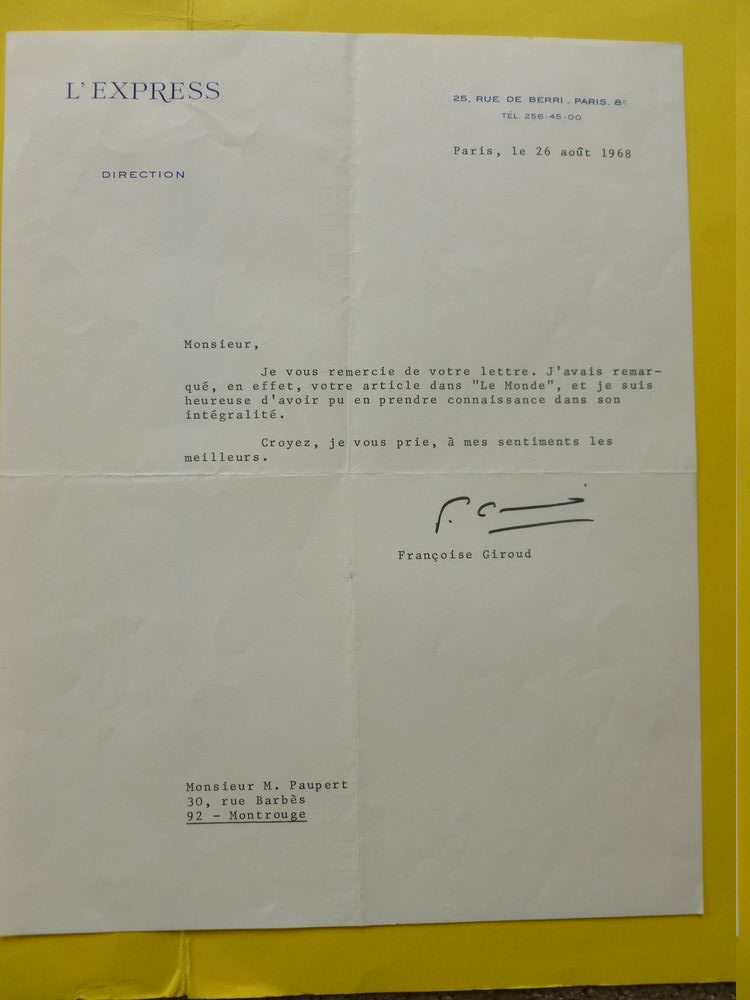 L'EXPRESS
25, RUE DE BERRI . PARIS. 8e
TÉL. 256-45-00
Paris, le 26 août 1968
DIRECTION
Monsieur,
Je vous remercie de votre lettre. J'avais remar-
qué, en effet, votre article dans "Le Monde", et je suis
heureuse d'avoir pu en prendre connaissance dans son
intégralité.
Croyez, je vous prie, à mes sentiments les
meilleurs.
Françoise Giroud
Monsieur M. Paupert
30, rue Barbès
92 - Montrouge